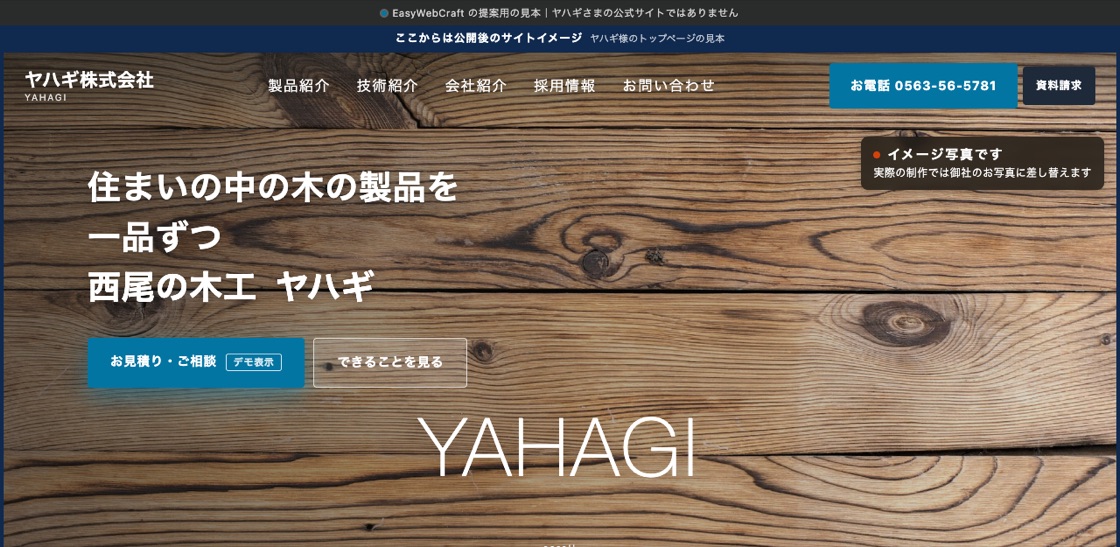 EasyWebCraft の提案用の見本｜ヤハギさまの公式サイトではありません
ここからは公開後のサイトイメージ ヤハギ様のトップページの見本
ヤハギ株式会社
YAHAGI
製品紹介 技術紹介 会社紹介 採用情報 お問い合わせ
お電話 0563-56-5781
資料請求
イメージ写真です
実際の制作では御社のお写真に差し替えます
住まいの中の木の製品を
一品ずつ
西尾の木工 ヤハギ
お見積り・ご相談 デモ表示
できることを見る
YAHAGI